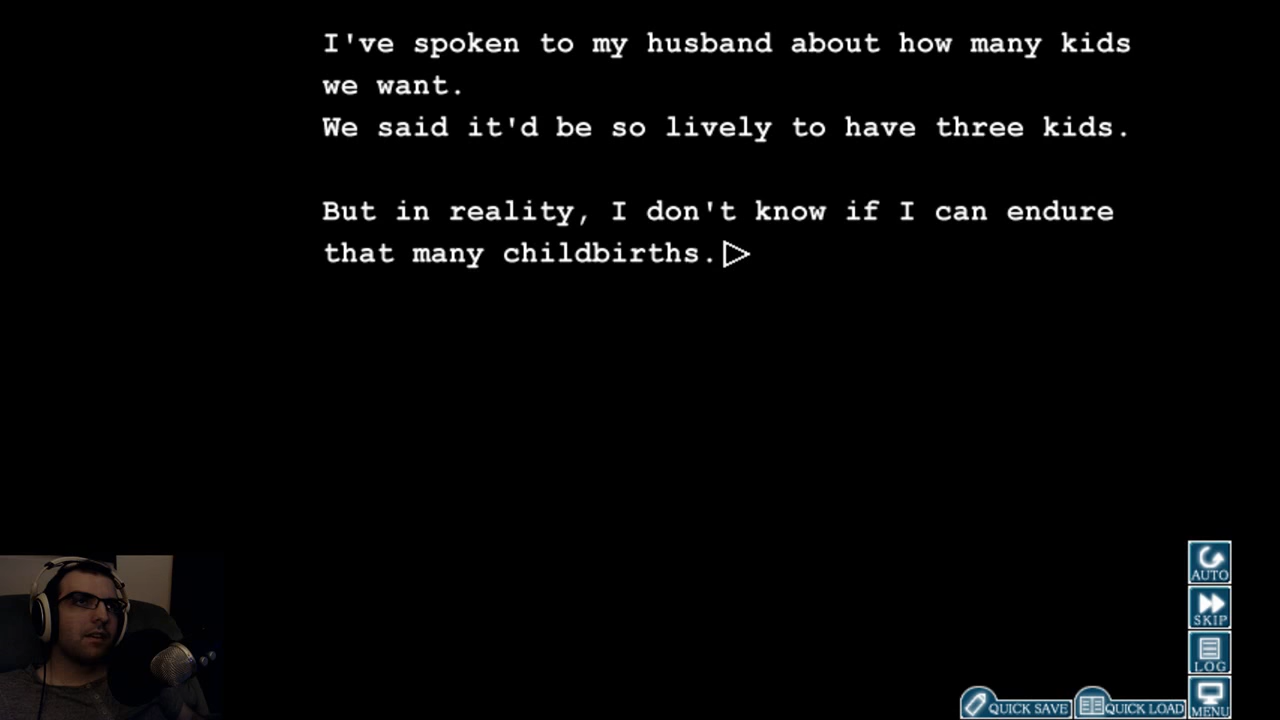 I've spoken to my husband about how many kids
we want.
We said it'd be so lively to have three kids.
But in reality, I don't know if I can endure
that many childbirths.
AUTO
SKIP
LOG
MENU
QUICK SAVE
QUICK LOAD